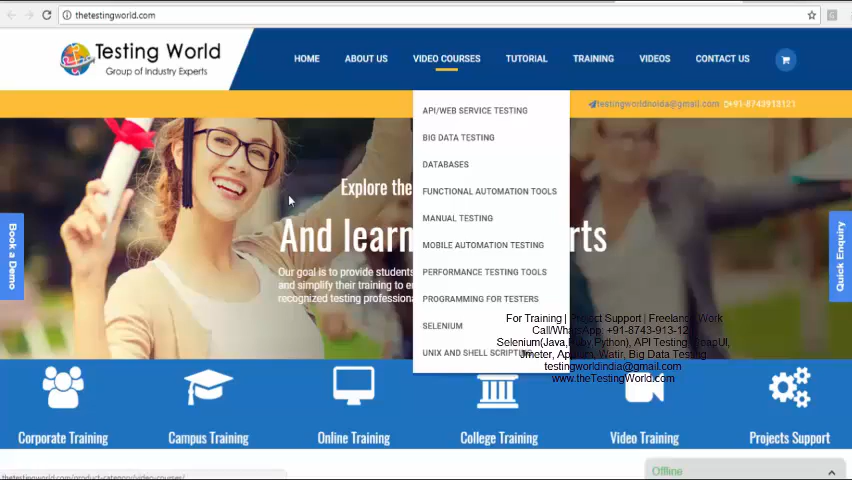 thetestingworld.com
Testing World
Group of Industry Experts
HOME
ABOUT US
VIDEO COURSES
TUTORIAL
TRAINING
VIDEOS
CONTACT US
testingworldnoida@gmail.com
+91-8743913121
API/WEB SERVICE TESTING
BIG DATA TESTING
DATABASES
FUNCTIONAL AUTOMATION TOOLS
MANUAL TESTING
MOBILE AUTOMATION TESTING
PERFORMANCE TESTING TOOLS
PROGRAMMING FOR TESTERS
SELENIUM
UNIX AND SHELL SCRIPTING
Explore the
And learn
Our goal is to provide students
and simplify their training to
recognized testing professiona
Book a Demo
Quick Enquiry
For Training | Project Support | Freelance Work
Call/WhatsApp: +91-8743-913-12
Selenium(Java,Ruby,Python), API Testing, SoapUI,
Jmeter, Appium, Watir, Big Data Testing
testingworldindia@gmail.com
www.theTestingWorld.com
Corporate Training
Campus Training
Online Training
College Training
Video Training
Projects Support
thetestingworld.com/product-category/video-courses/
Offline